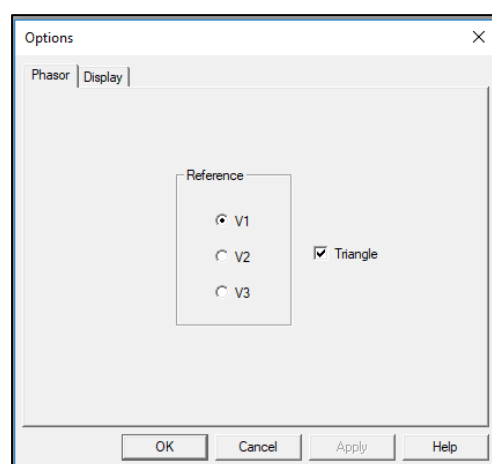 Options
Phasor Display
Reference
V1
V2 Triangle
V3
OK Cancel Apply Help